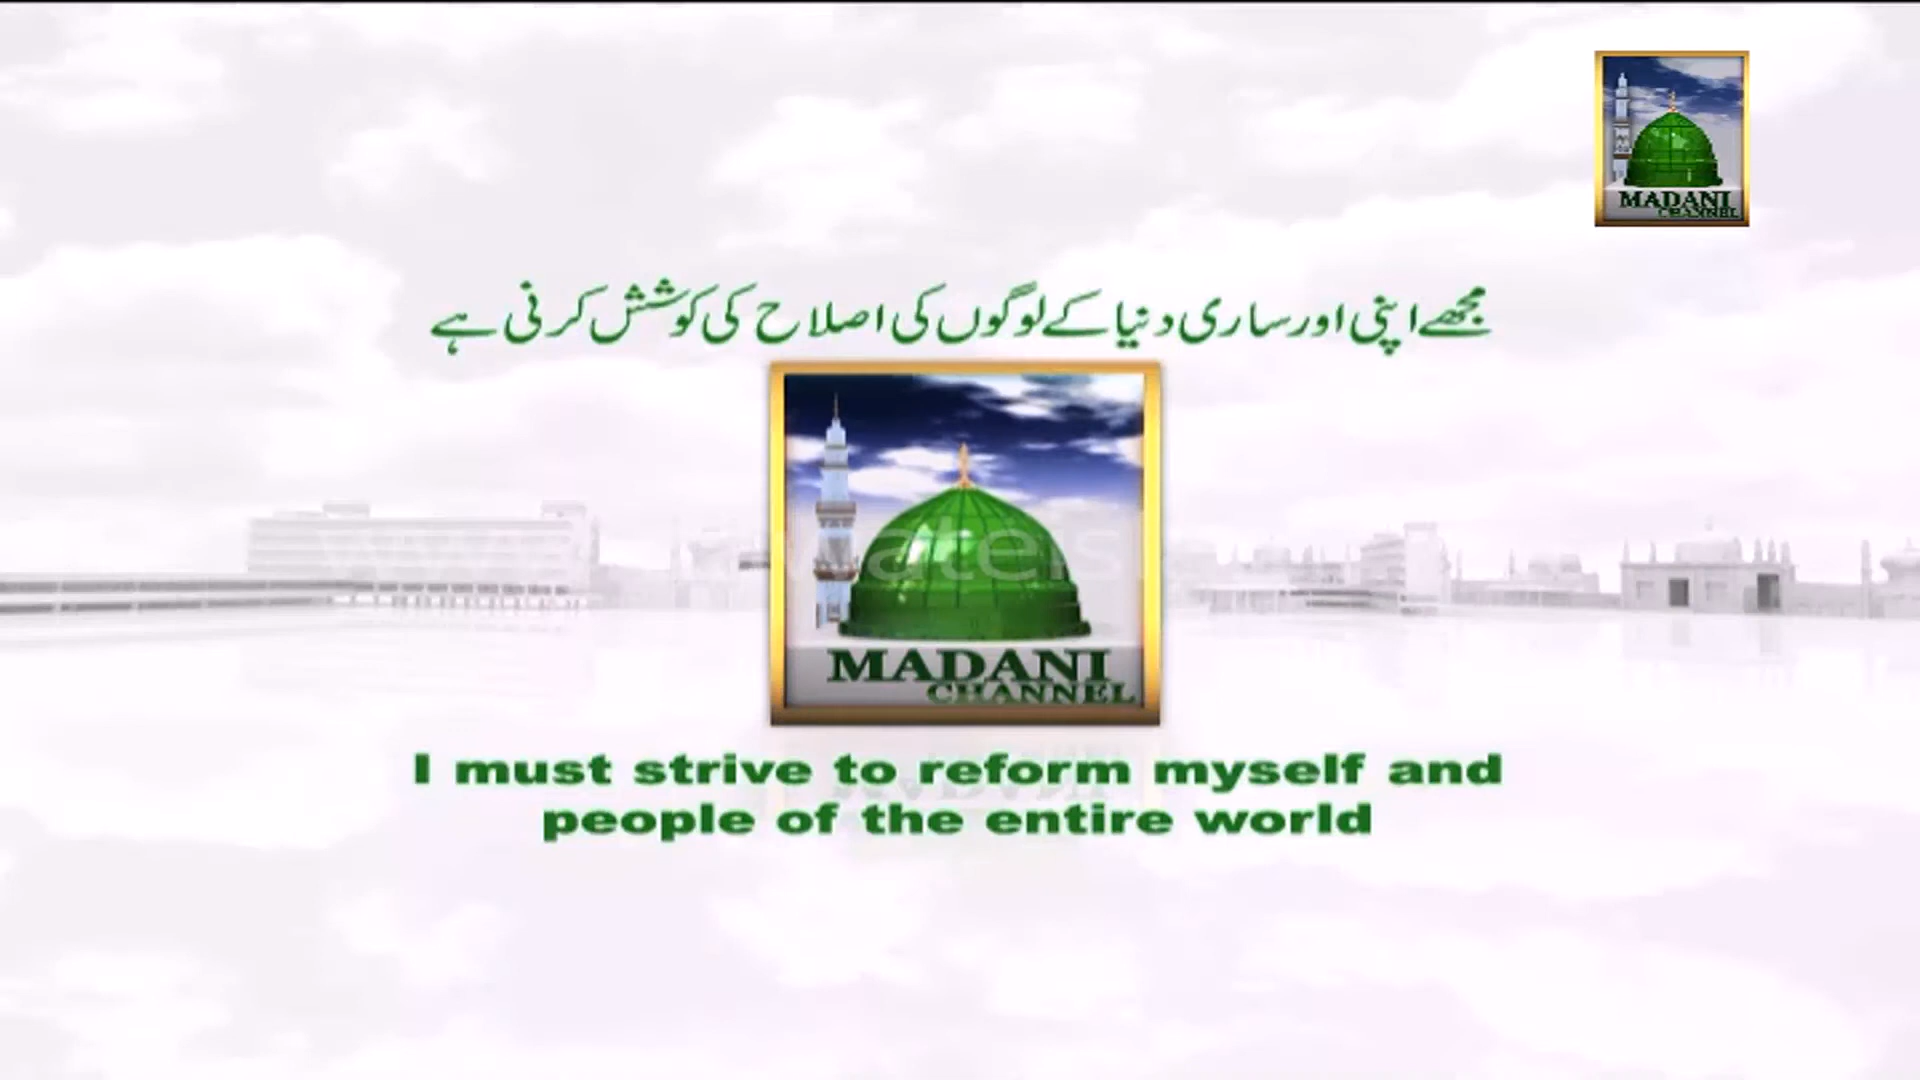 MADANI
CHANNEL
مجھے اپنی اور ساری دنیا کے لوگوں کی اصلاح کی کوشش کرنی ہے
MADANI
CHANNEL
I must strive to reform myself and
people of the entire world